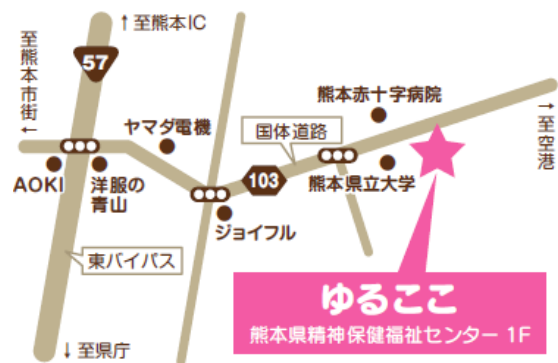 ↑至熊本IC
57
至熊本市街←
ヤマダ電機
国体道路
熊本赤十字病院
→至空港
AOKI
洋服の
青山
103
熊本県立大学
ジョイフル
東バイパス
ゆるここ
熊本県精神保健福祉センター 1F
↓至県庁